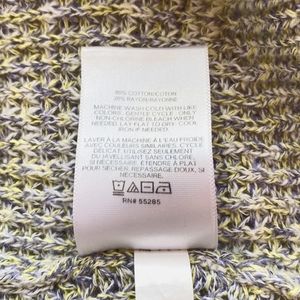 COTTON/COTON
RAYON/RAYONNE
MACHINE WASH COLD WITH LIKE
COLORS, GENTLE CYCLE. ONLY
NON-CHLORINE BLEACH WHEN
NEEDED. LAY FLAT TO DRY. COOL
IRON IF NEEDED.
LAVER À LA MACHINE À L'EAU FROIDE
AVEC COULEURS SIMILAIRES. CYCLE
DÉLICAT. UTILISEZ SEULEMENT
DU JAVELLISANT SANS CHLORE,
SI NÉCESSAIRE. ÉTENDRE À PLAT
POUR SÉCHER. REPASSAGE DOUX, SI
NÉCESSAIRE.
RN# 55285